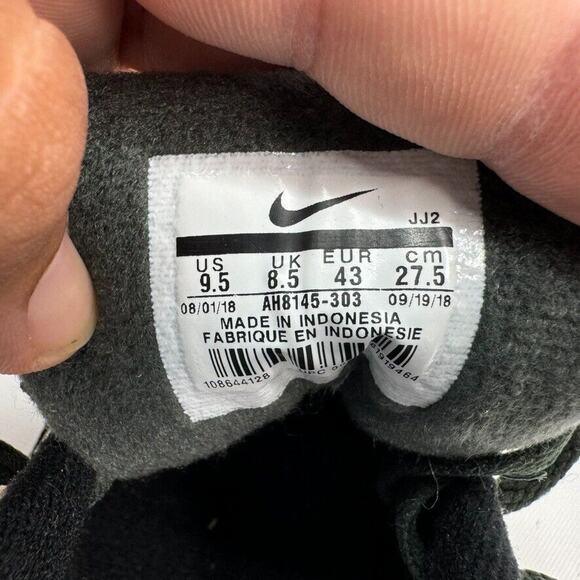 JJ2
US UK EUR cm
9.5 8.5 43 27.5
08/01/18 AH8145-303 09/19/18
MADE IN INDONESIA
FABRIQUE EN INDONESIE
108644128